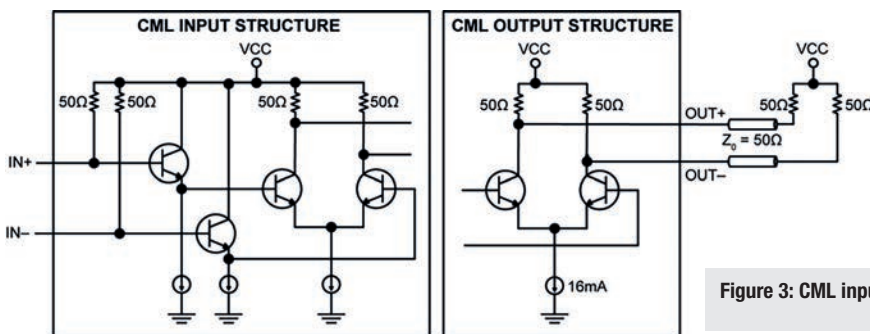 CML INPUT STRUCTURE
VCC
50Ω 50Ω 50Ω 50Ω
IN+
IN–
CML OUTPUT STRUCTURE
VCC
50Ω 50Ω
OUT+
OUT–
16mA
VCC
50Ω 50Ω
Z₀ = 50Ω
Figure 3: CML inpu